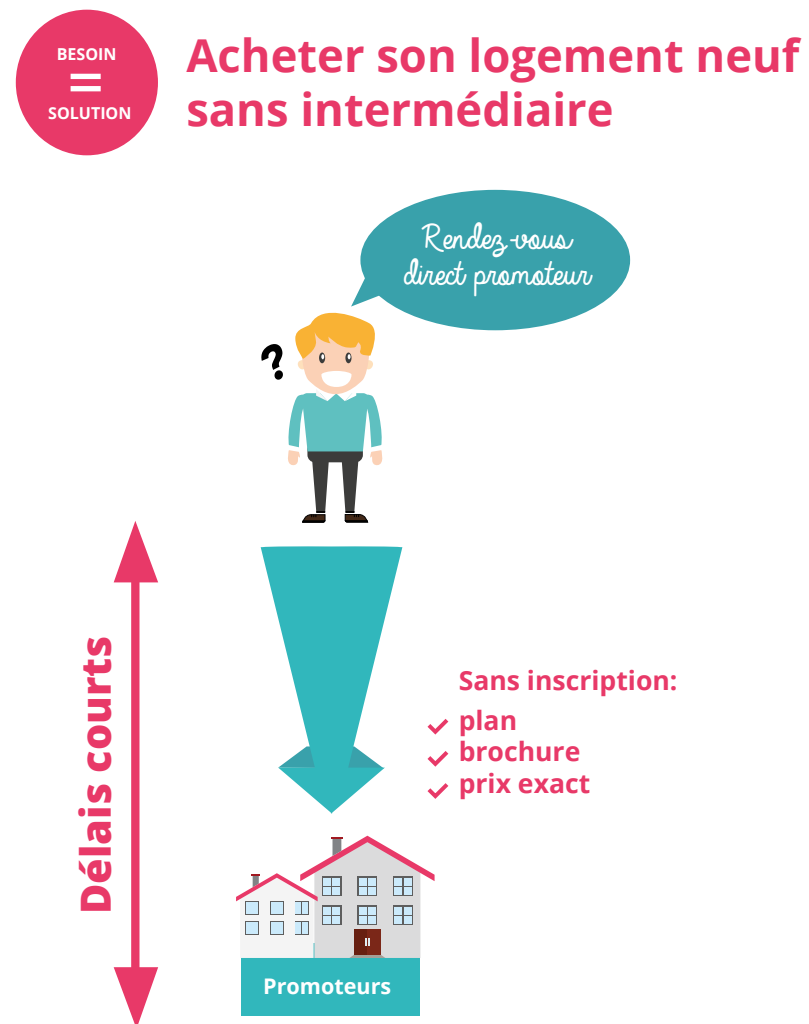 BESOIN
=
SOLUTION
Acheter son logement neuf
sans intermédiaire
Rendez-vous
direct promoteur
?
Délais courts
Sans inscription:
plan
brochure
prix exact
Promoteurs